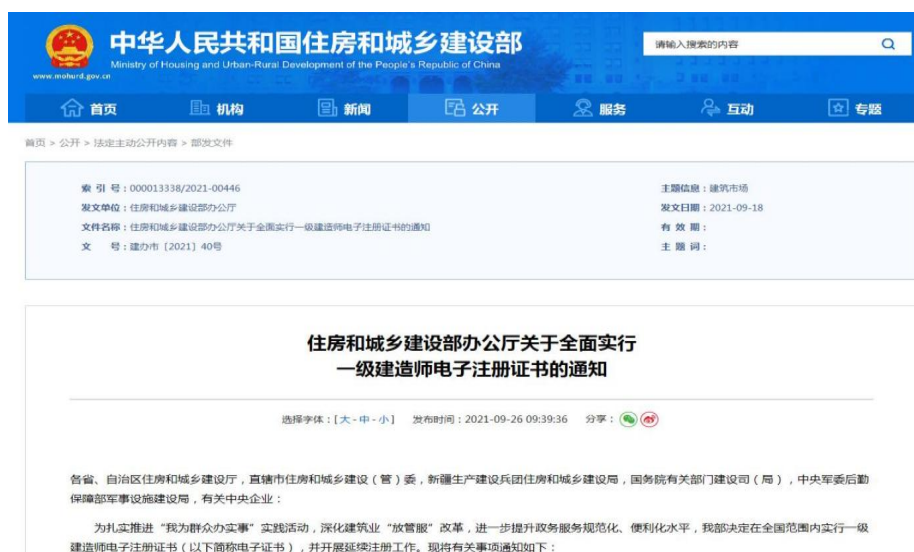 中华人民共和国住房和城乡建设部
Ministry of Housing and Urban-Rural Development of the People's Republic of China
www.mohurd.gov.cn
请输入搜索的内容
首页 机构 新闻 公开 服务 互动 专题
首页 > 公开 > 法定主动公开内容 > 部发文件
索 引 号：000013338/2021-00446 主题信息：建筑市场
发文单位：住房和城乡建设部办公厅 发文日期：2021-09-18
文件名称：住房和城乡建设部办公厅关于全面实行一级建造师电子注册证书的通知 有 效 期：
文 号：建办市〔2021〕40号 主 题 词：
住房和城乡建设部办公厅关于全面实行
一级建造师电子注册证书的通知
选择字体：[大-中-小] 发布时间：2021-09-26 09:39:36 分享：
各省、自治区住房和城乡建设厅，直辖市住房和城乡建设（管）委，新疆生产建设兵团住房和城乡建设局，国务院有关部门建设司（局），中央军委后勤
保障部军事设施建设局，有关中央企业：
为扎实推进“我为群众办实事”实践活动，深化建筑业“放管服”改革，进一步提升政务服务规范化、便利化水平，我部决定在全国范围内实行一级
建造师电子注册证书（以下简称电子证书），并开展延续注册工作。现将有关事项通知如下：